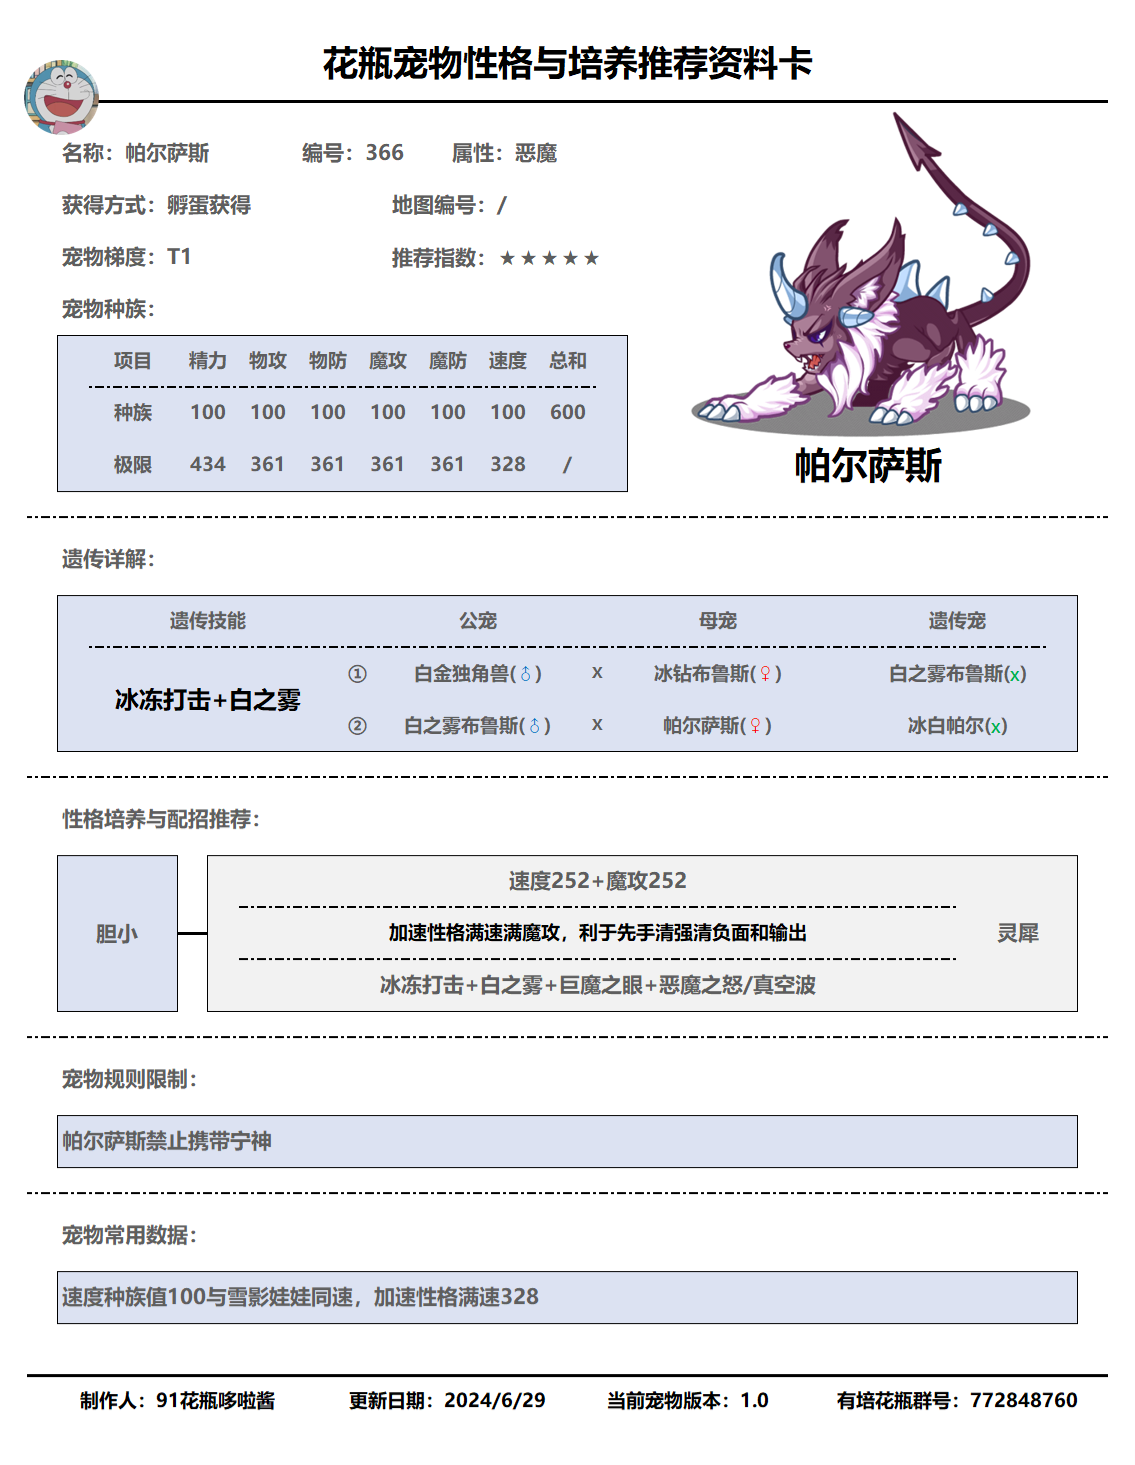 花瓶宠物性格与培养推荐资料卡
名称：帕尔萨斯 编号：366 属性：恶魔
获得方式：孵蛋获得 地图编号：/
宠物梯度：T1 推荐指数：★★★★★
宠物种族：
项目 精力 物攻 物防 魔攻 魔防 速度 总和
种族 100 100 100 100 100 100 600
极限 434 361 361 361 361 328 /
帕尔萨斯
遗传详解：
遗传技能 公宠 母宠 遗传宠
冰冻打击+白之雾
① 白金独角兽(♂) X 冰钻布鲁斯(♀) 白之雾布鲁斯(x)
② 白之雾布鲁斯(♂) X 帕尔萨斯(♀) 冰白帕尔(x)
性格培养与配招推荐：
胆小
速度252+魔攻252
加速性格满速满魔攻，利于先手清强清负面和输出
冰冻打击+白之雾+巨魔之眼+恶魔之怒/真空波
灵犀
宠物规则限制：
帕尔萨斯禁止携带宁神
宠物常用数据：
速度种族值100与雪影娃娃同速，加速性格满速328
制作人：91花瓶哆啦酱 更新日期：2024/6/29 当前宠物版本：1.0 有培花瓶群号：772848760